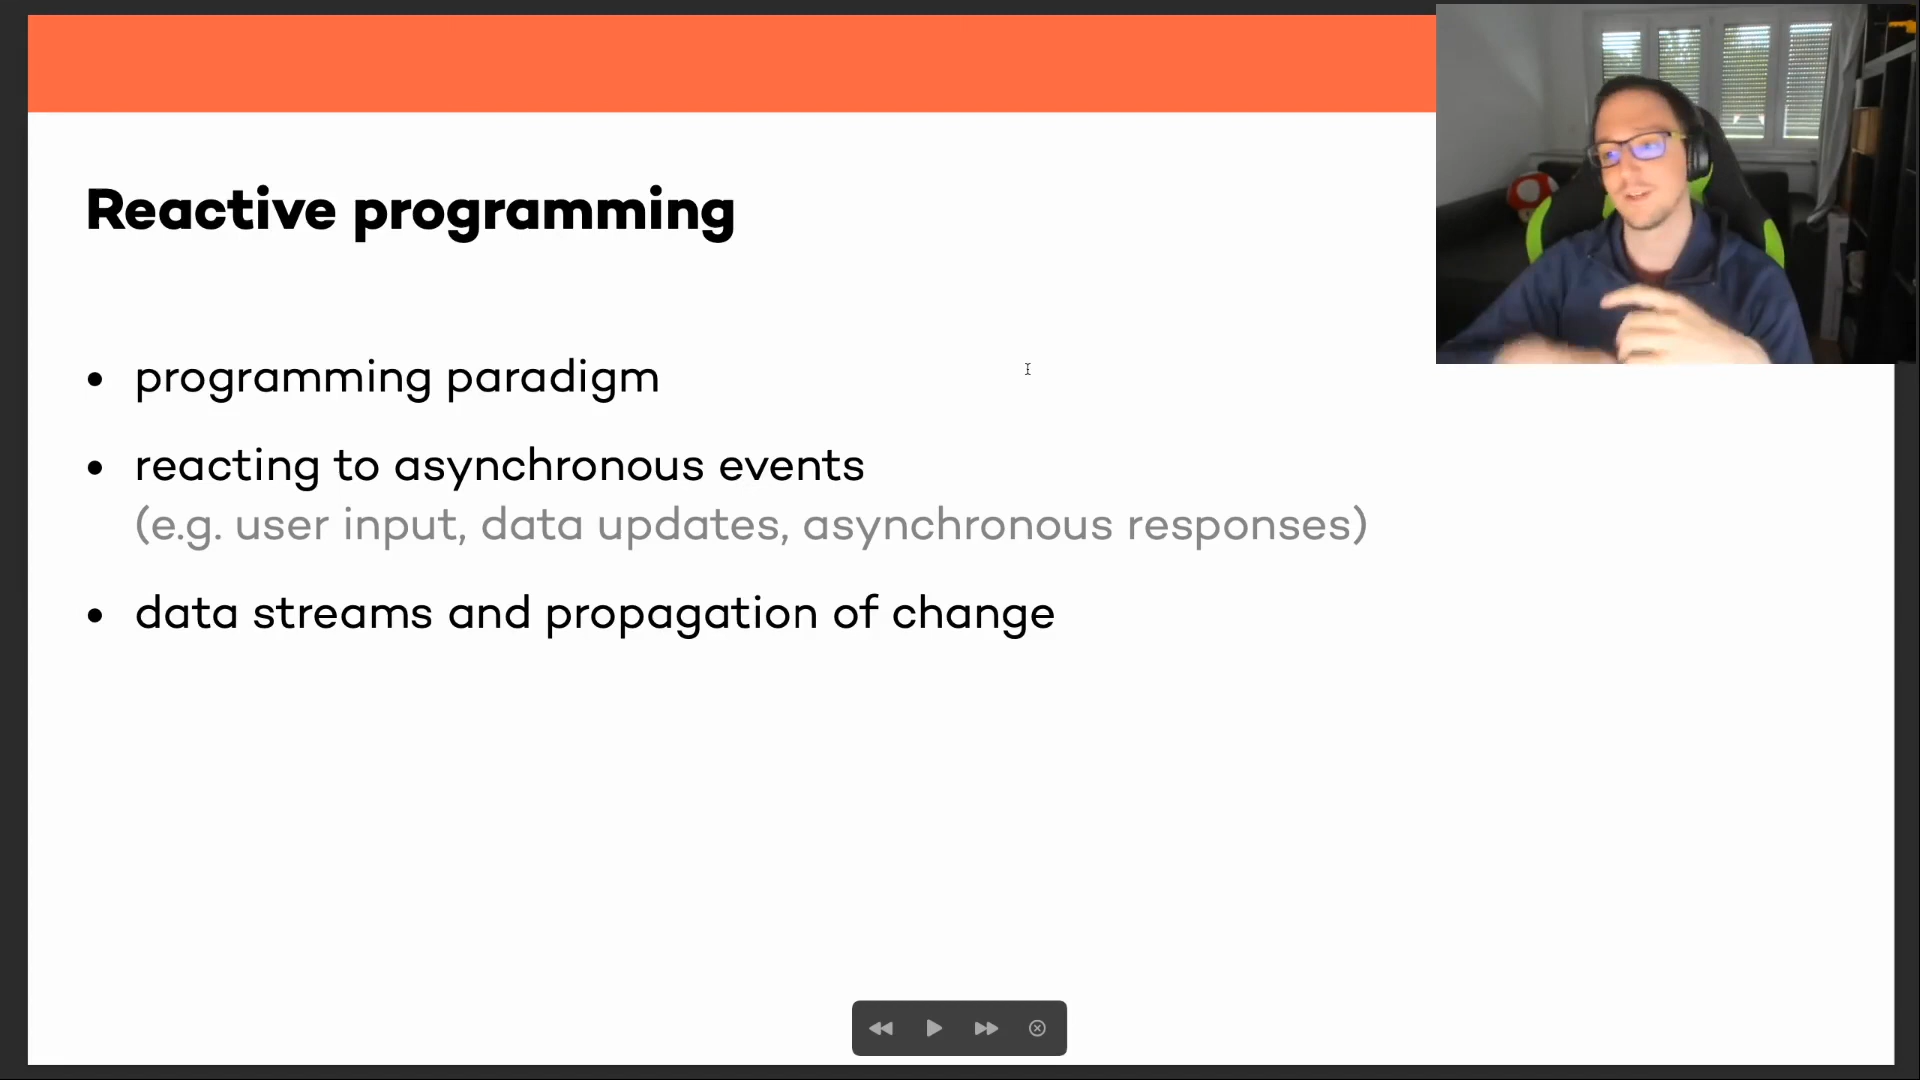 Reactive programming
• programming paradigm
• reacting to asynchronous events
(e.g. user input, data updates, asynchronous responses)
• data streams and propagation of change